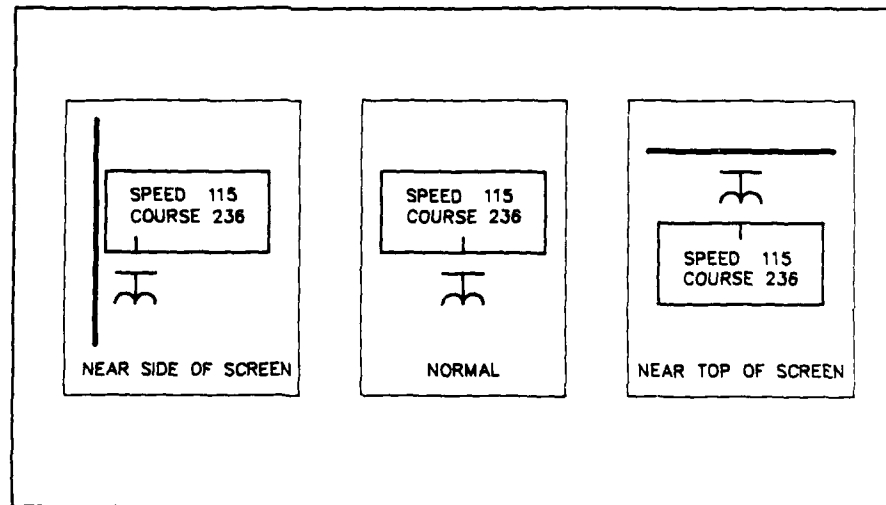 SPEED 115
COURSE 236
NEAR SIDE OF SCREEN
SPEED 115
COURSE 236
NORMAL
SPEED 115
COURSE 236
NEAR TOP OF SCREEN